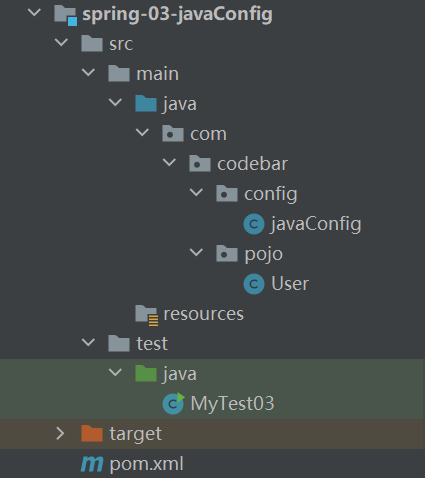 spring-03-javaConfig
src
main
java
com
codebar
config
javaConfig
pojo
User
resources
test
java
MyTest03
target
pom.xml